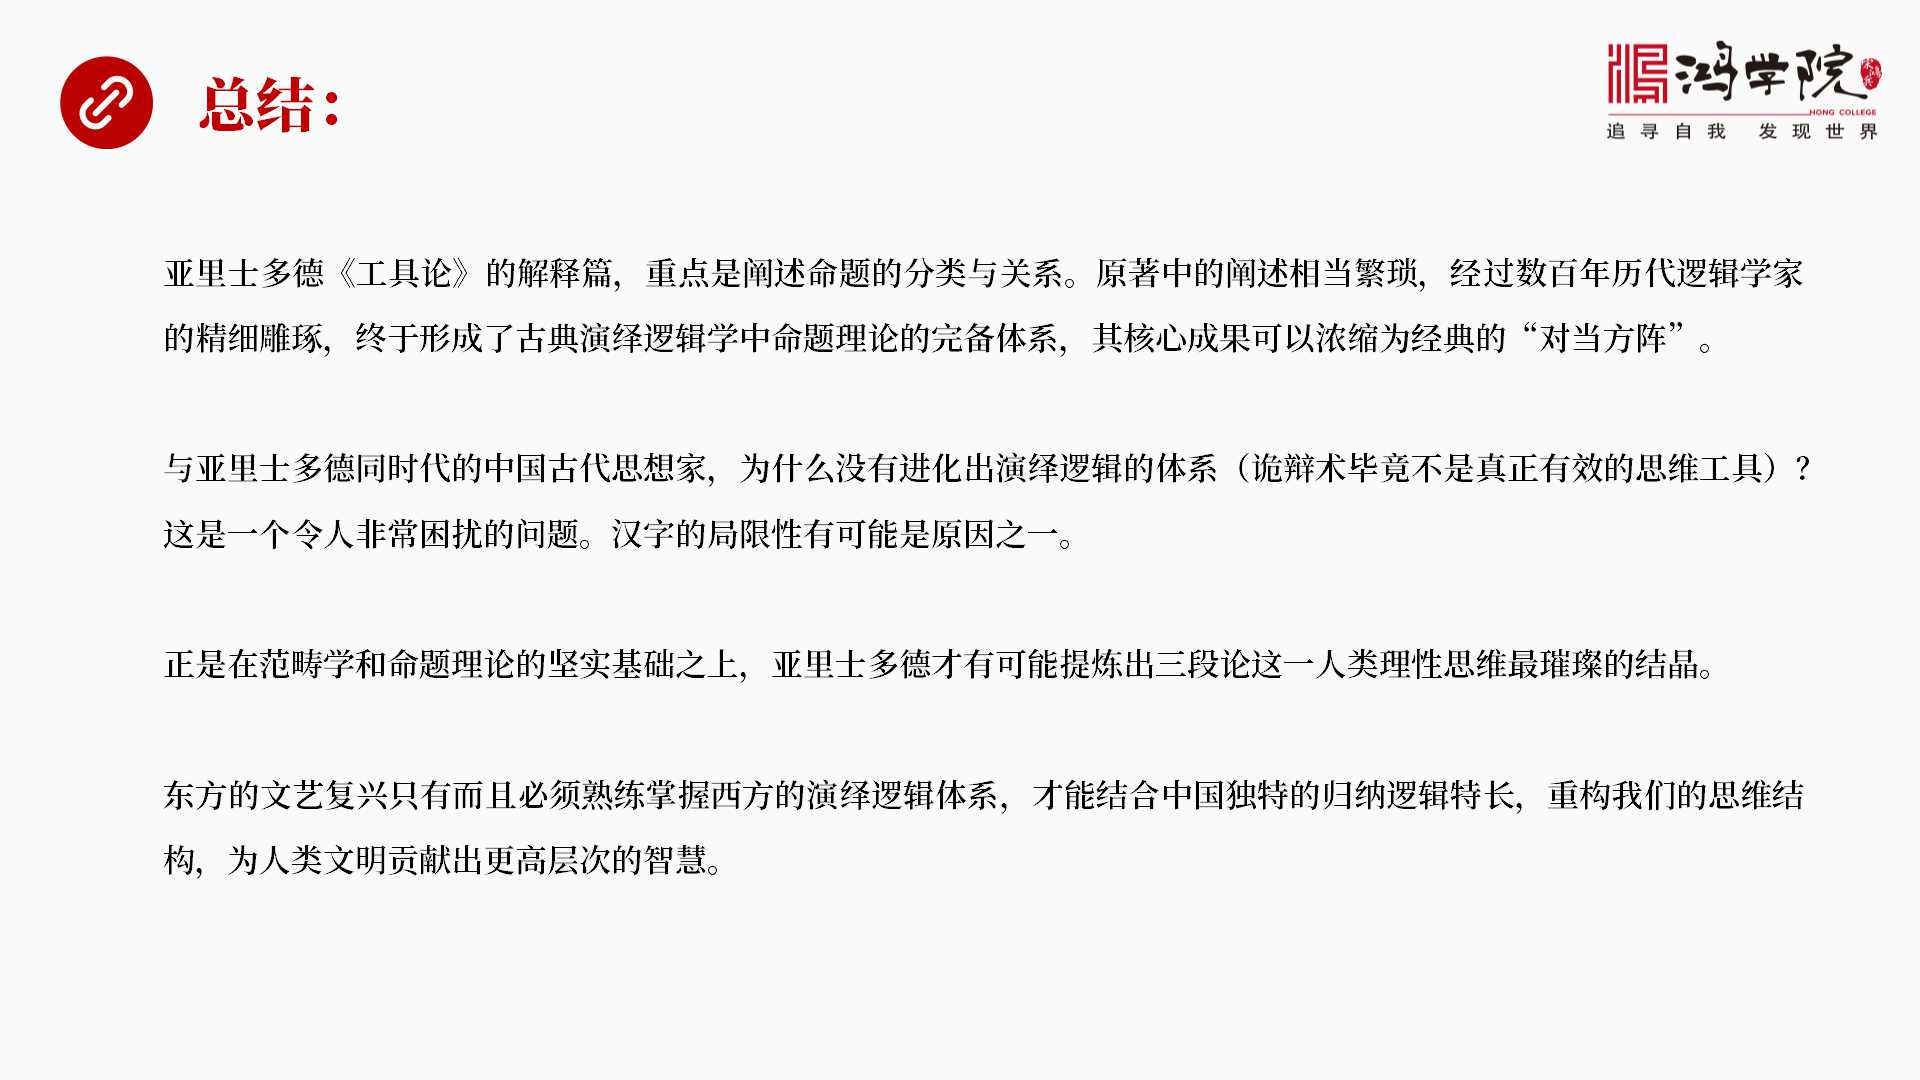 总结：
鸿学院
宋鸿兵
HONG COLLEGE
追寻自我 发现世界
亚里士多德《工具论》的解释篇，重点是阐述命题的分类与关系。原著中的阐述相当繁琐，经过数百年历代逻辑学家
的精细雕琢，终于形成了古典演绎逻辑学中命题理论的完备体系，其核心成果可以浓缩为经典的“对当方阵”。
与亚里士多德同时代的中国古代思想家，为什么没有进化出演绎逻辑的体系（诡辩术毕竟不是真正有效的思维工具）？
这是一个令人非常困扰的问题。汉字的局限性有可能是原因之一。
正是在范畴学和命题理论的坚实基础之上，亚里士多德才有可能提炼出三段论这一人类理性思维最璀璨的结晶。
东方的文艺复兴只有而且必须熟练掌握西方的演绎逻辑体系，才能结合中国独特的归纳逻辑特长，重构我们的思维结
构，为人类文明贡献出更高层次的智慧。